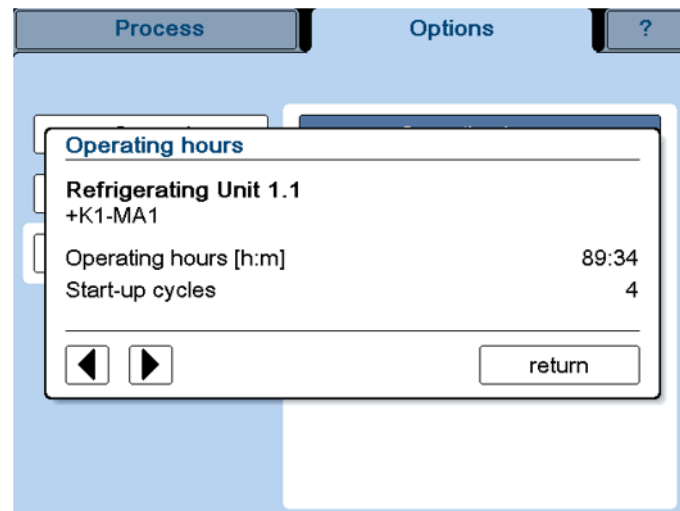 Process
Options
?
Operating hours
Refrigerating Unit 1.1
+K1-MA1
Operating hours [h:m] 89:34
Start-up cycles 4
return